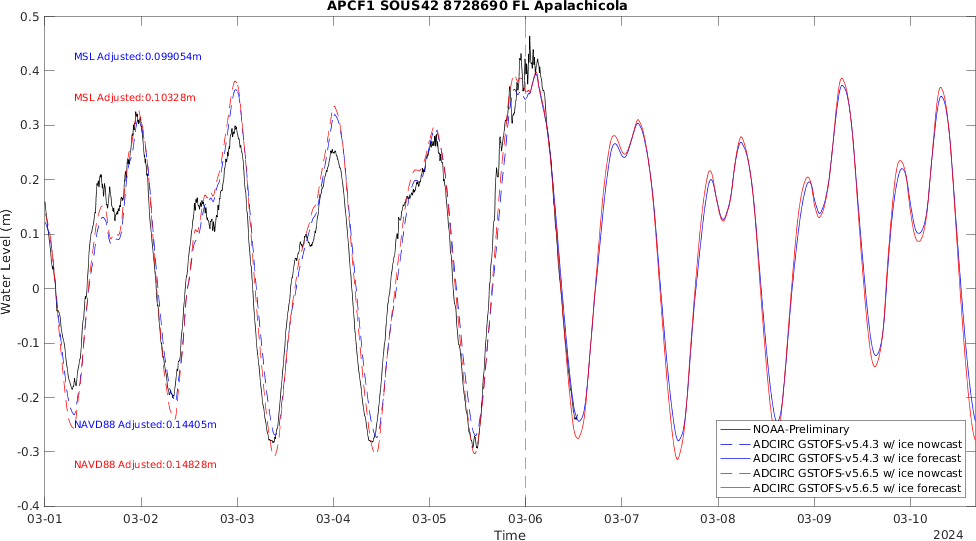 APCF1 SOUS42 8728690 FL Apalachicola
0.5
0.4
0.3
0.2
0.1
0
-0.1
-0.2
-0.3
-0.4
Water Level (m)
MSL Adjusted:0.099054m
MSL Adjusted:0.10328m
NAVD88 Adjusted:0.14405m
NAVD88 Adjusted:0.14828m
NOAA-Preliminary
ADCIRC GSTOFS-v5.4.3 w/ ice nowcast
ADCIRC GSTOFS-v5.4.3 w/ ice forecast
ADCIRC GSTOFS-v5.6.5 w/ ice nowcast
ADCIRC GSTOFS-v5.6.5 w/ ice forecast
03-01 03-02 03-03 03-04 03-05 03-06 03-07 03-08 03-09 03-10
Time
2024